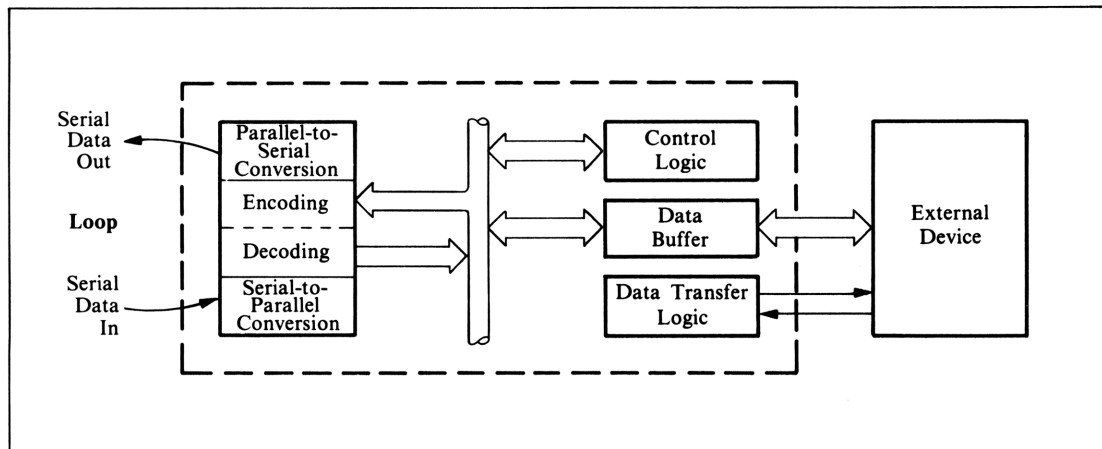 Serial
Data
Out
Loop
Serial
Data
In
Parallel-to-
Serial
Conversion
Encoding
Decoding
Serial-to-
Parallel
Conversion
Control
Logic
Data
Buffer
Data Transfer
Logic
External
Device